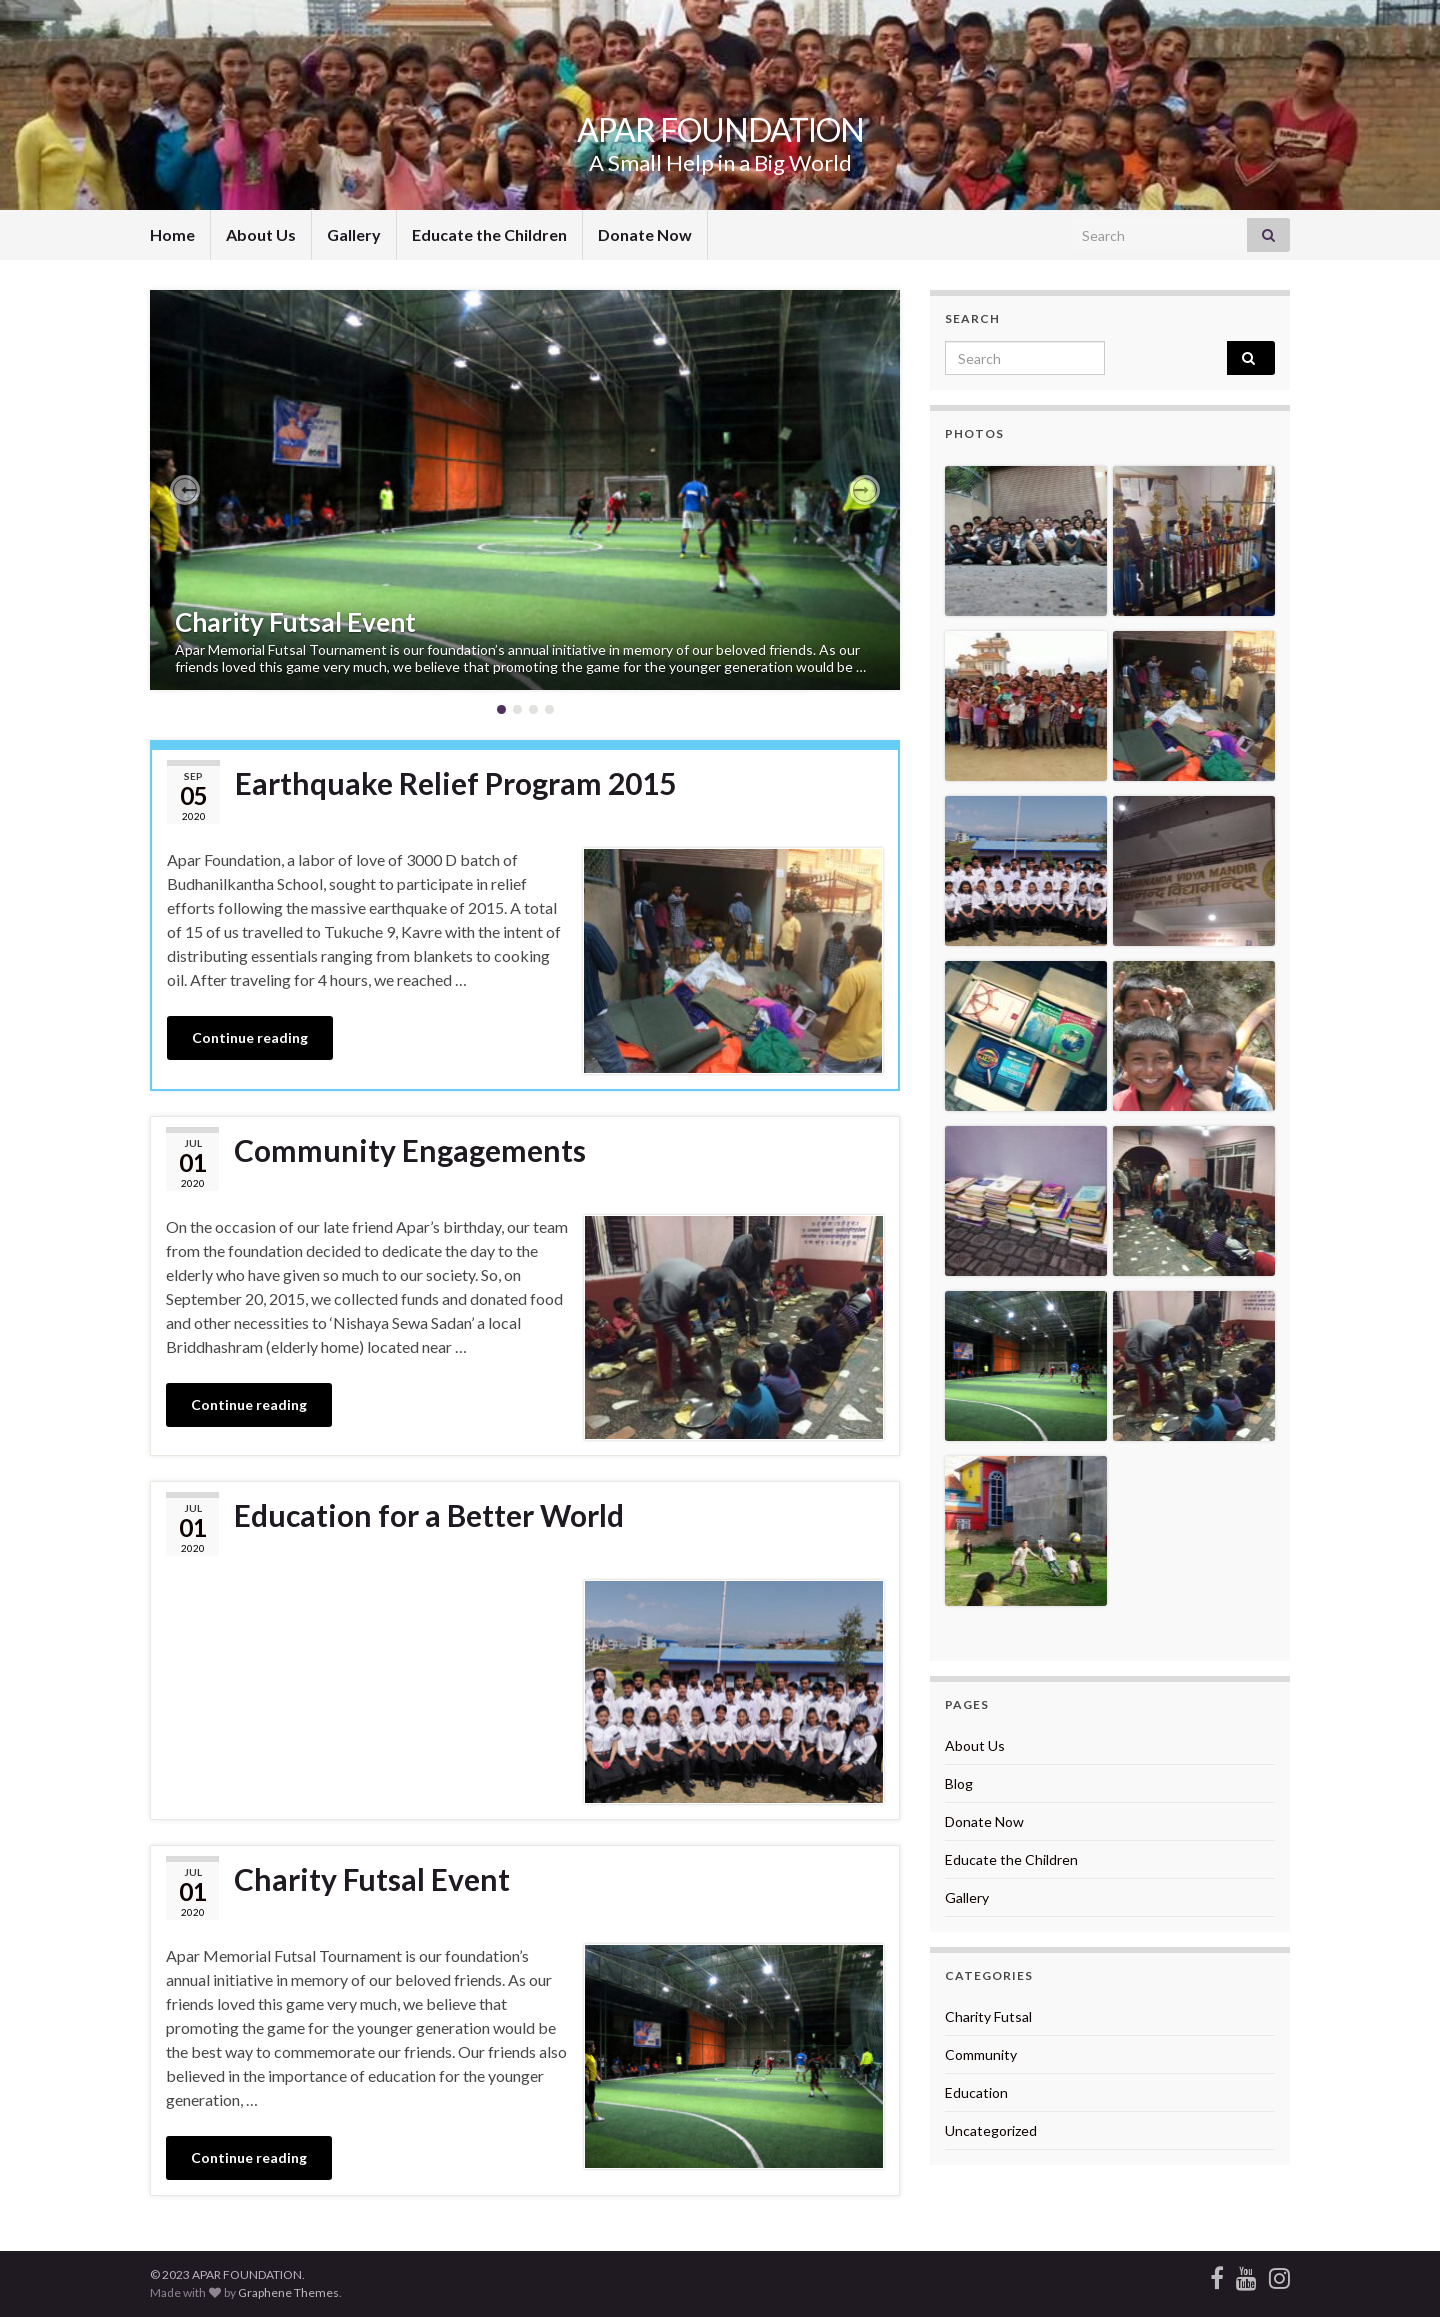 APAR FOUNDATION
A Small Help in a Big World
Home
About Us
Gallery
Educate the Children
Donate Now
Search
Charity Futsal Event
Apar Memorial Futsal Tournament is our foundation’s annual initiative in memory of our beloved friends. As our
friends loved this game very much, we believe that promoting the game for the younger generation would be …
SEP
05
2020
Earthquake Relief Program 2015
Apar Foundation, a labor of love of 3000 D batch of
Budhanilkantha School, sought to participate in relief
efforts following the massive earthquake of 2015. A total
of 15 of us travelled to Tukuche 9, Kavre with the intent of
distributing essentials ranging from blankets to cooking
oil. After traveling for 4 hours, we reached …
Continue reading
JUL
01
2020
Community Engagements
On the occasion of our late friend Apar’s birthday, our team
from the foundation decided to dedicate the day to the
elderly who have given so much to our society. So, on
September 20, 2015, we collected funds and donated food
and other necessities to ‘Nishaya Sewa Sadan’ a local
Briddhashram (elderly home) located near …
Continue reading
JUL
01
2020
Education for a Better World
JUL
01
2020
Charity Futsal Event
Apar Memorial Futsal Tournament is our foundation’s
annual initiative in memory of our beloved friends. As our
friends loved this game very much, we believe that
promoting the game for the younger generation would be
the best way to commemorate our friends. Our friends also
believed in the importance of education for the younger
generation, …
Continue reading
SEARCH
Search
PHOTOS
VIDYA MANDIR
PAGES
About Us
Blog
Donate Now
Educate the Children
Gallery
CATEGORIES
Charity Futsal
Community
Education
Uncategorized
© 2023 APAR FOUNDATION.
Made with by Graphene Themes.